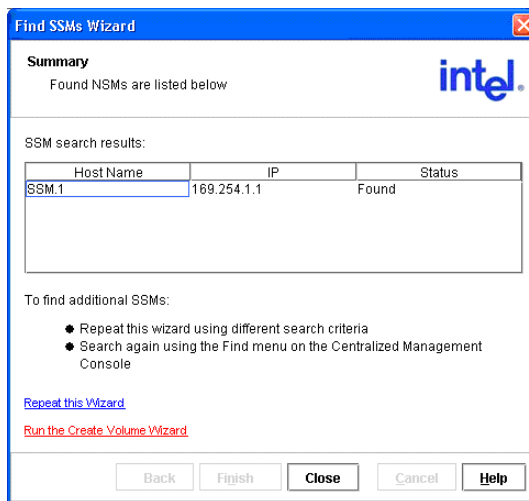 Find SSMs Wizard
Summary
Found NSMs are listed below
intel.
SSM search results:
Host Name IP Status
SSM.1 169.254.1.1 Found
To find additional SSMs:
● Repeat this wizard using different search criteria
● Search again using the Find menu on the Centralized Management
Console
Repeat this Wizard
Run the Create Volume Wizard
Back Finish Close Cancel Help